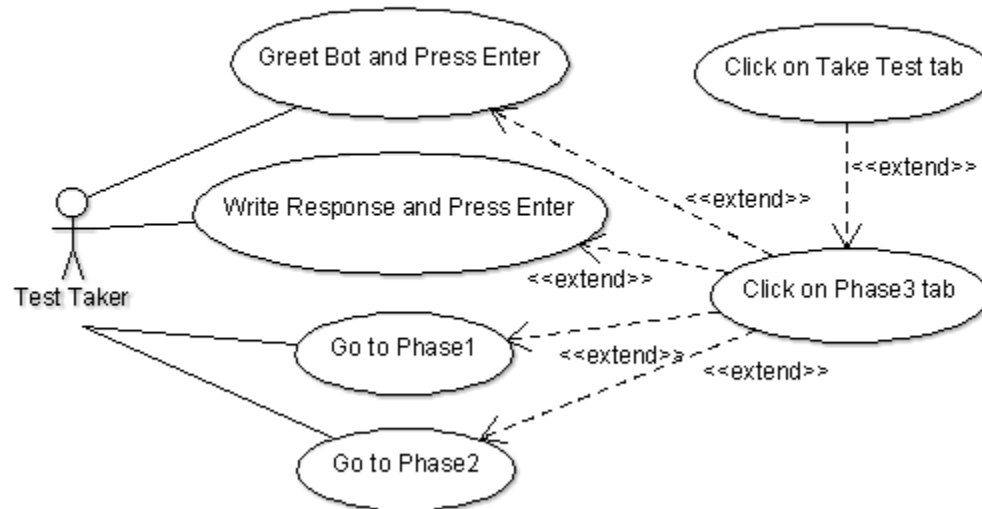 Greet Bot and Press Enter
Click on Take Test tab
<<extend>>
<<extend>>
Write Response and Press Enter
<<extend>>
Click on Phase3 tab
Test Taker
Go to Phase1
<<extend>>
<<extend>>
Go to Phase2